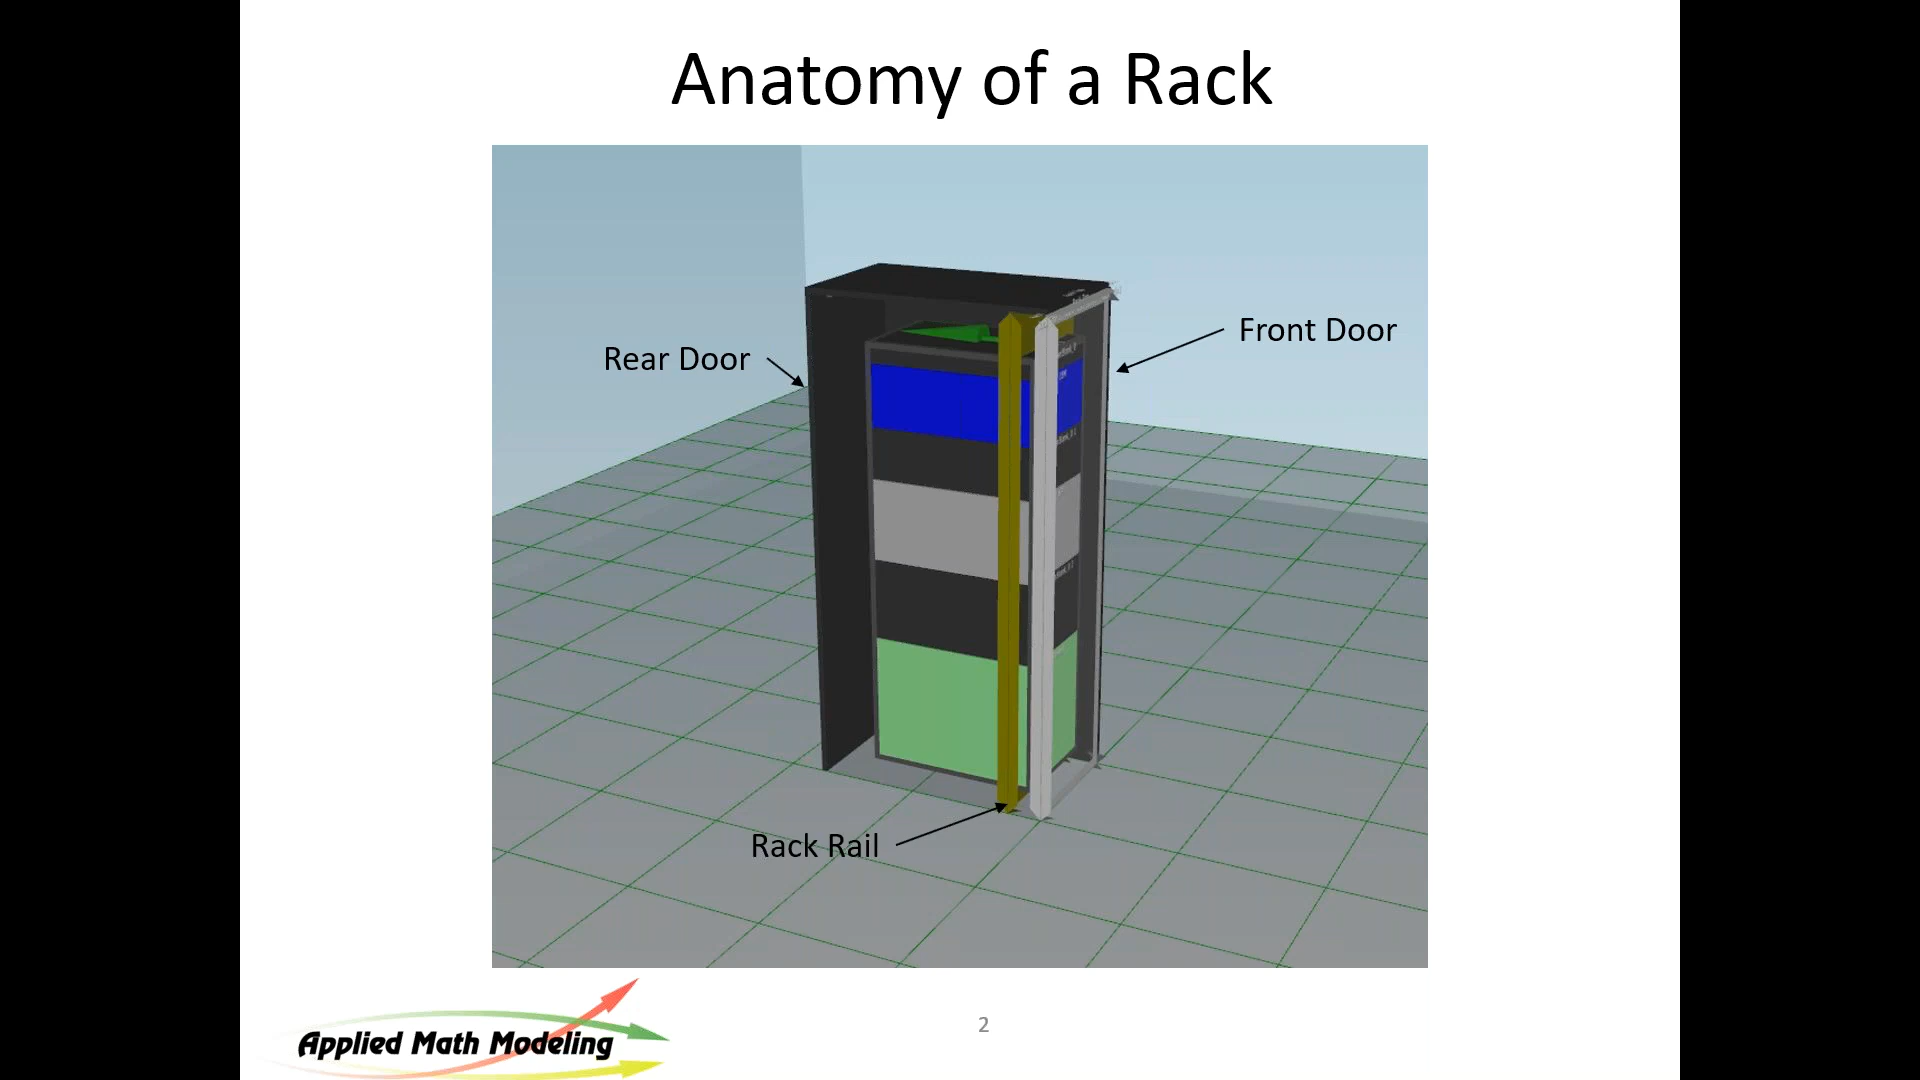 Anatomy of a Rack
Front Door
Rear Door
Rack Rail
Applied Math Modeling
2